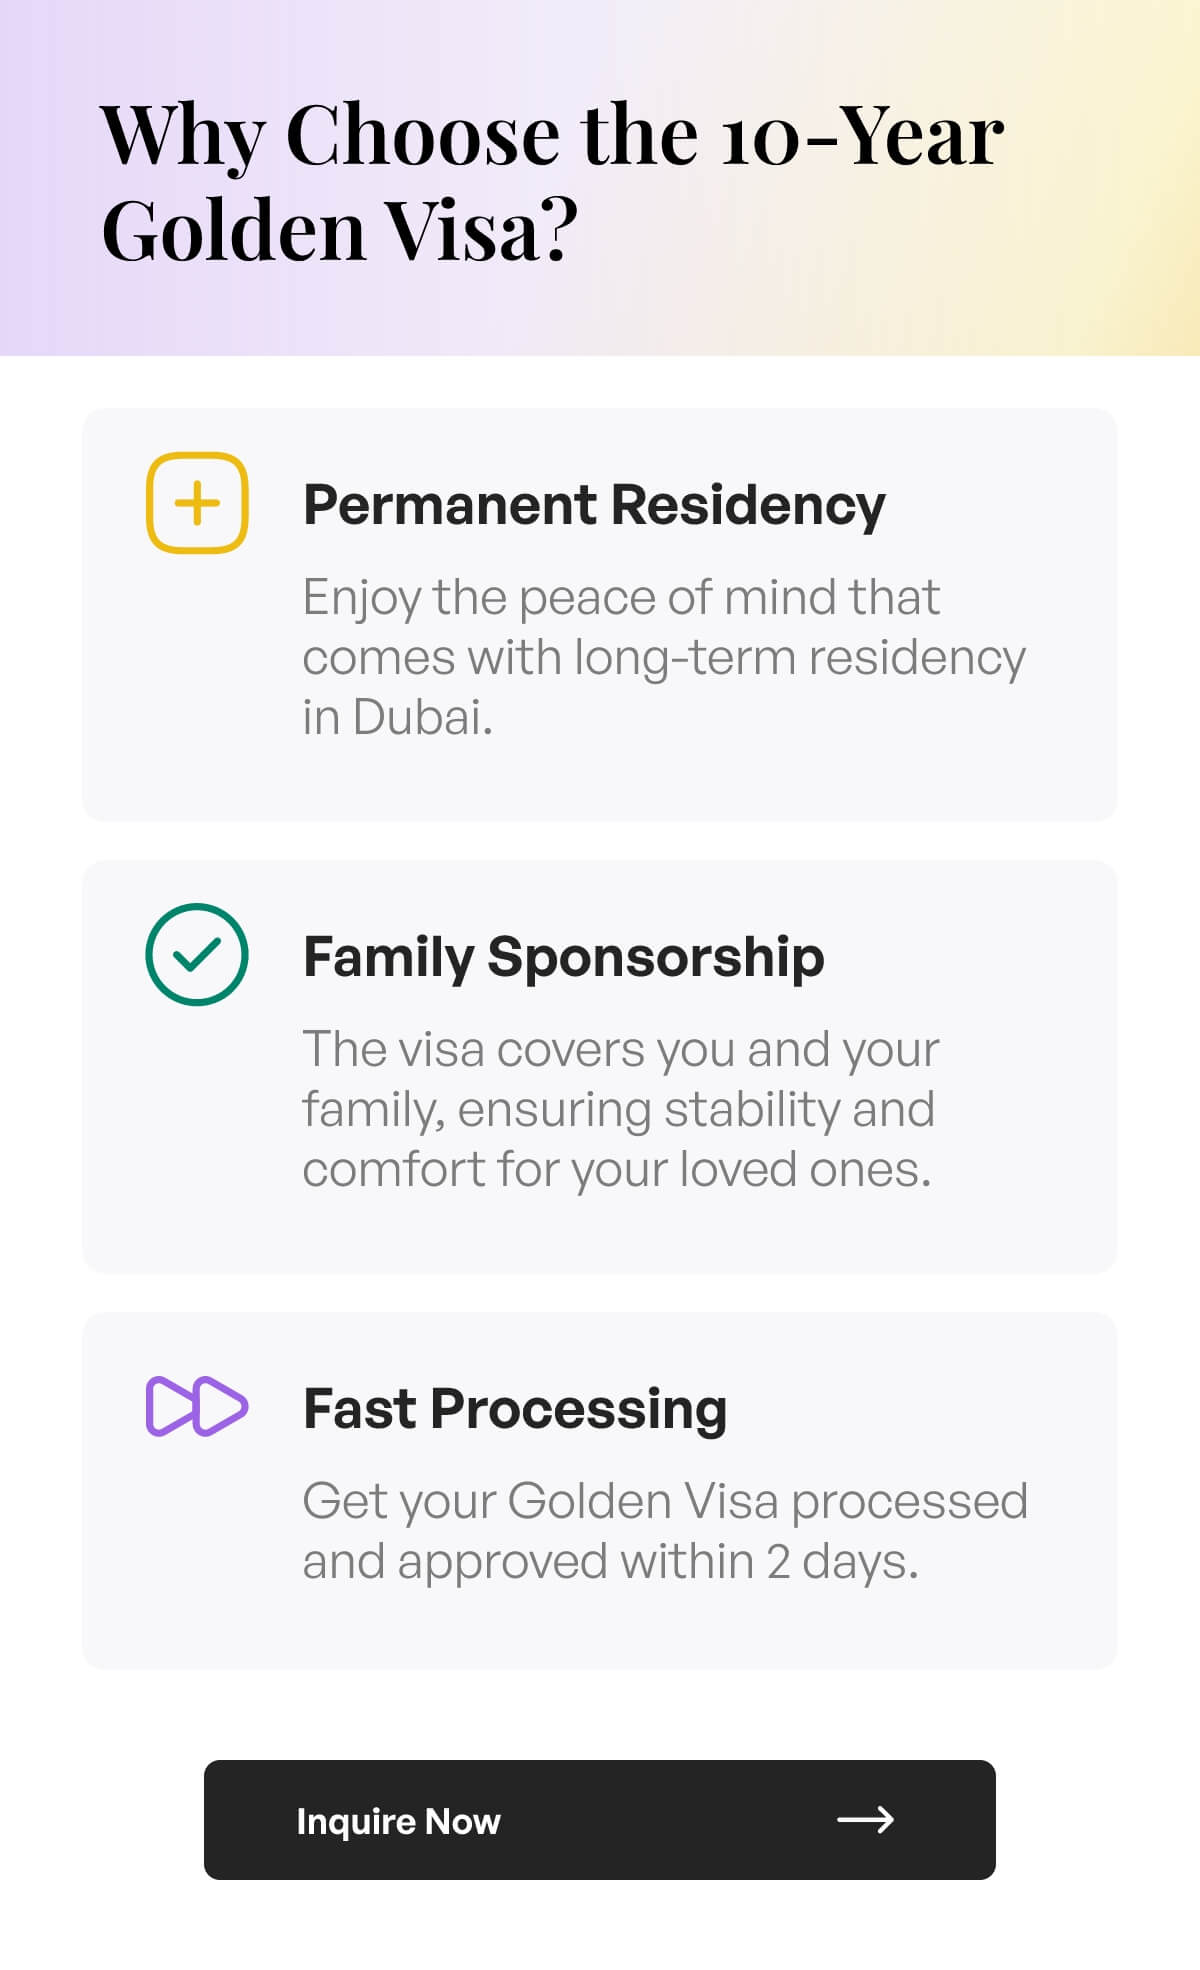 Why Choose the 10-Year
Golden Visa?
Permanent Residency
Enjoy the peace of mind that
comes with long-term residency
in Dubai.
Family Sponsorship
The visa covers you and your
family, ensuring stability and
comfort for your loved ones.
Fast Processing
Get your Golden Visa processed
and approved within 2 days.
Inquire Now